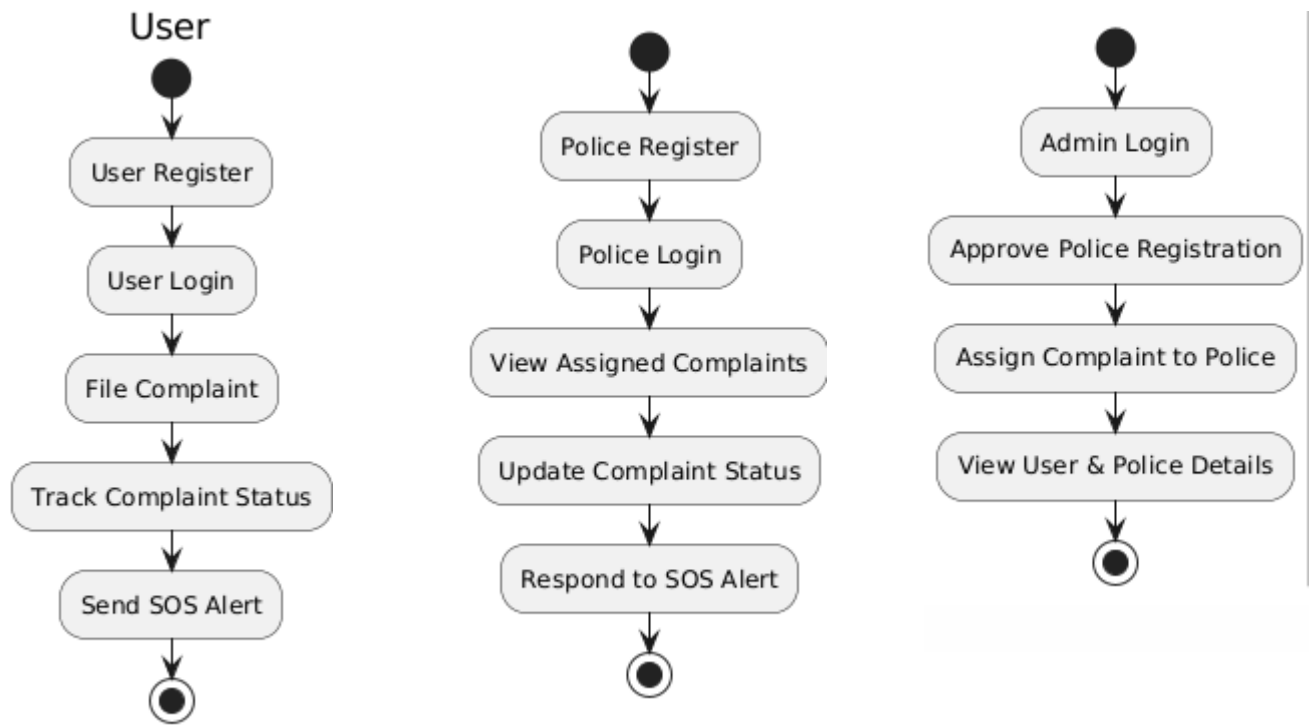 User
User Register
User Login
File Complaint
Track Complaint Status
Send SOS Alert
Police Register
Police Login
View Assigned Complaints
Update Complaint Status
Respond to SOS Alert
Admin Login
Approve Police Registration
Assign Complaint to Police
View User & Police Details